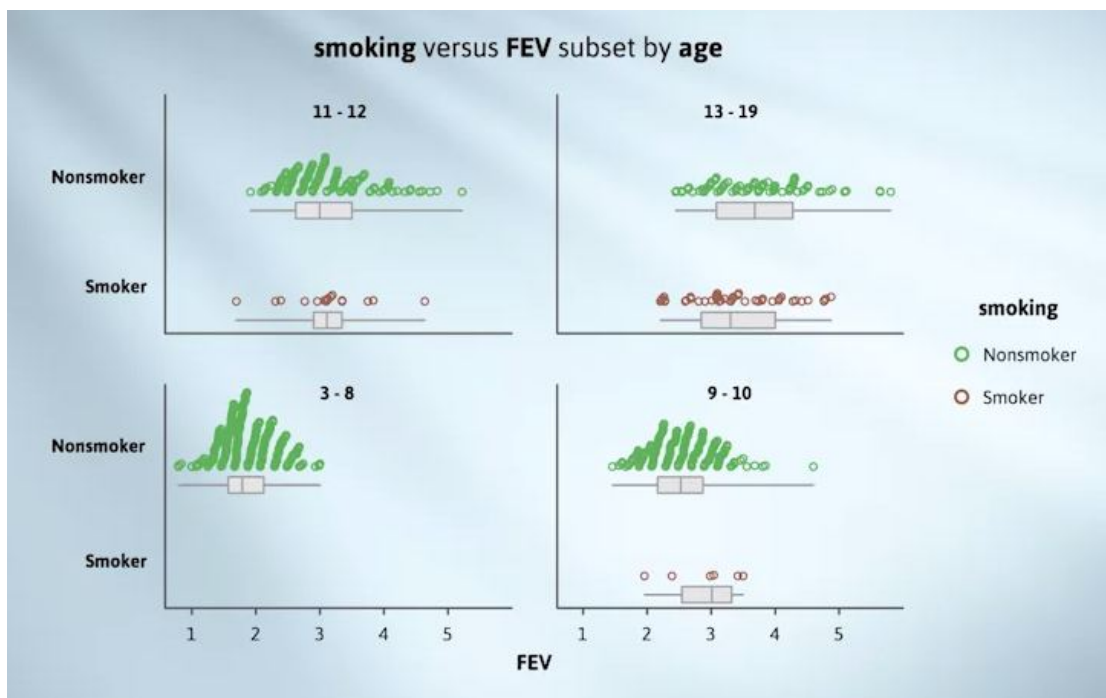 smoking versus FEV subset by age
11 - 12
13 - 19
Nonsmoker
Smoker
smoking
Nonsmoker
Smoker
3 - 8
9 - 10
Nonsmoker
Smoker
1 2 3 4 5
1 2 3 4 5
FEV